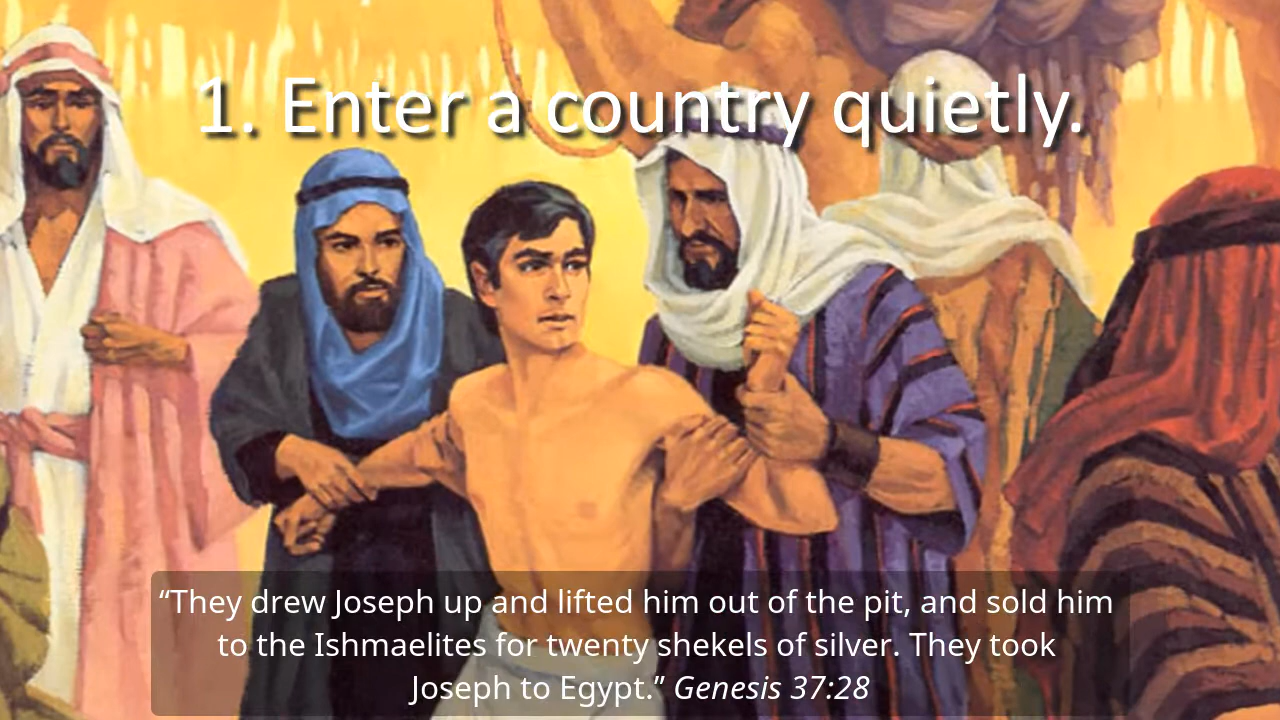 1. Enter a country quietly.
“They drew Joseph up and lifted him out of the pit, and sold him
to the Ishmaelites for twenty shekels of silver. They took
Joseph to Egypt.” Genesis 37:28